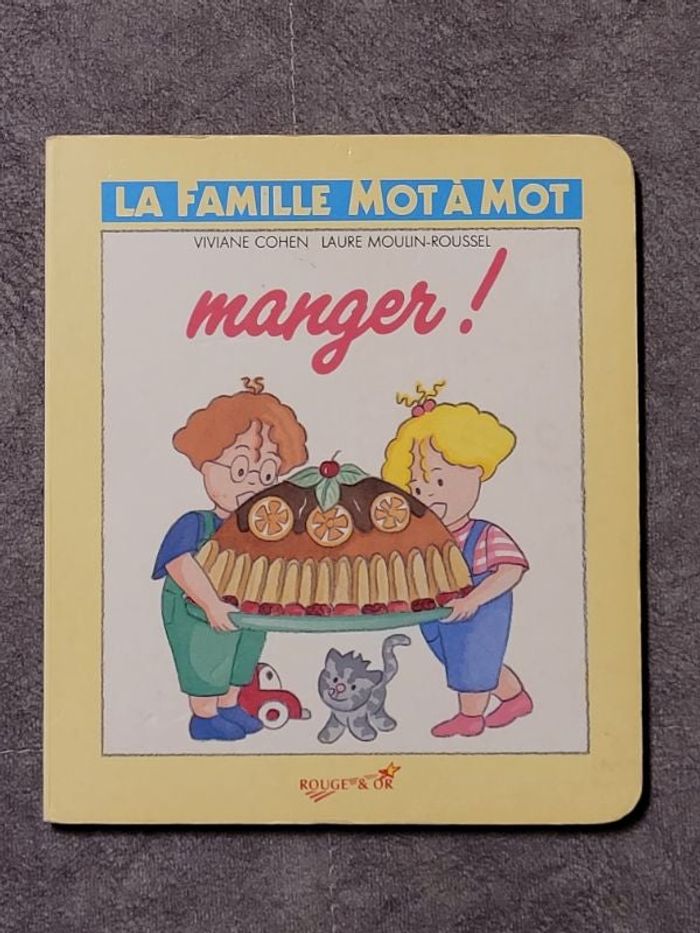 LA FAMILLE MOT À MOT
VIVIANE COHEN LAURE MOULIN-ROUSSEL
manger !
ROUGE & OR